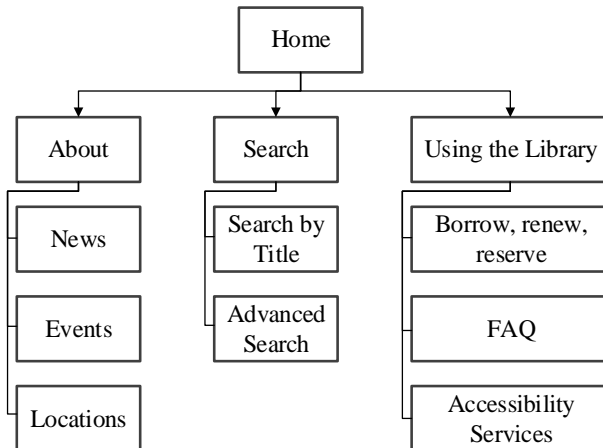 Home
About
Search
Using the Library
News
Search by
Title
Borrow, renew,
reserve
Events
Advanced
Search
FAQ
Locations
Accessibility
Services